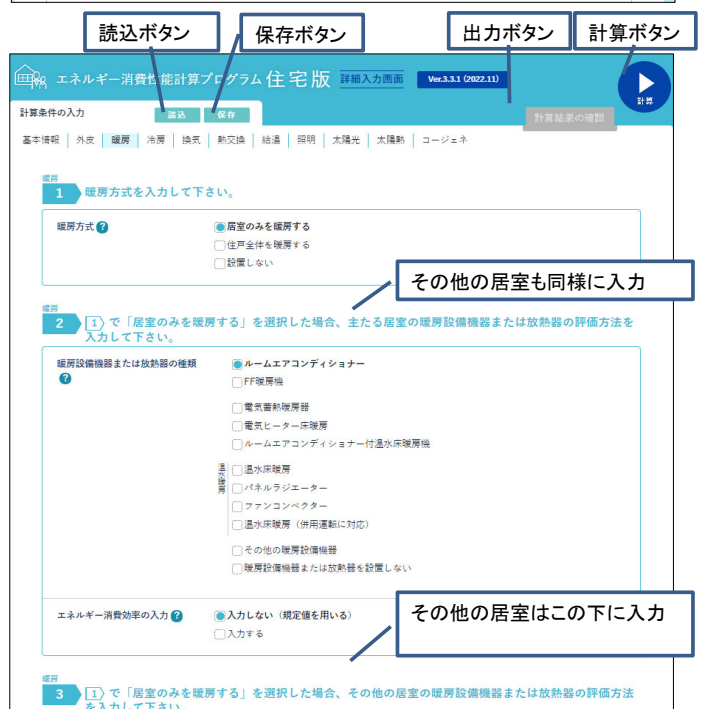 読込ボタン
保存ボタン
出力ボタン
計算ボタン
エネルギー消費性能計算プログラム 住宅版 詳細入力画面 Ver.3.3.1 (2022.11)
計算
計算条件の入力 読込 保存 計算結果の確認
基本情報 外皮 暖房 冷房 換気 熱交換 給湯 照明 太陽光 太陽熱 コージェネ
暖房
1 暖房方式を入力して下さい。
暖房方式 ? 居室のみを暖房する
住戸全体を暖房する
設置しない
その他の居室も同様に入力
暖房
2 1 で「居室のみを暖房する」を選択した場合、主たる居室の暖房設備機器または放熱器の評価方法を
入力して下さい。
暖房設備機器または放熱器の種類 ルームエアコンディショナー
? FF暖房機
電気蓄熱暖房器
電気ヒーター床暖房
ルームエアコンディショナー付温水床暖房機
温水暖房
温水床暖房
パネルラジエーター
ファンコンベクター
温水床暖房（併用運転に対応）
その他の暖房設備機器
暖房設備機器または放熱器を設置しない
エネルギー消費効率の入力 ? 入力しない（規定値を用いる）
入力する
その他の居室はこの下に入力
暖房
3 1 で「居室のみを暖房する」を選択した場合、その他の居室の暖房設備機器または放熱器の評価方法
を入力して下さい。